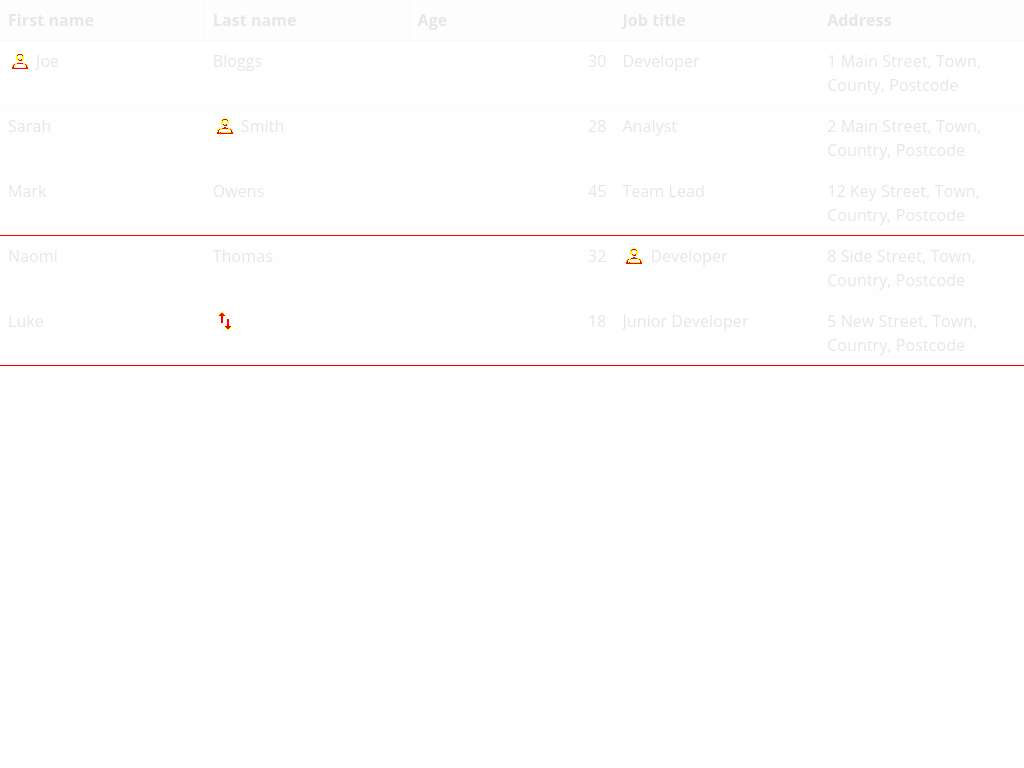 First name Last name Age Job title Address
Joe Bloggs 30 Developer 1 Main Street, Town,
County, Postcode
Sarah Smith 28 Analyst 2 Main Street, Town,
Country, Postcode
Mark Owens 45 Team Lead 12 Key Street, Town,
Country, Postcode
Naomi Thomas 32 Developer 8 Side Street, Town,
Country, Postcode
Luke 18 Junior Developer 5 New Street, Town,
Country, Postcode